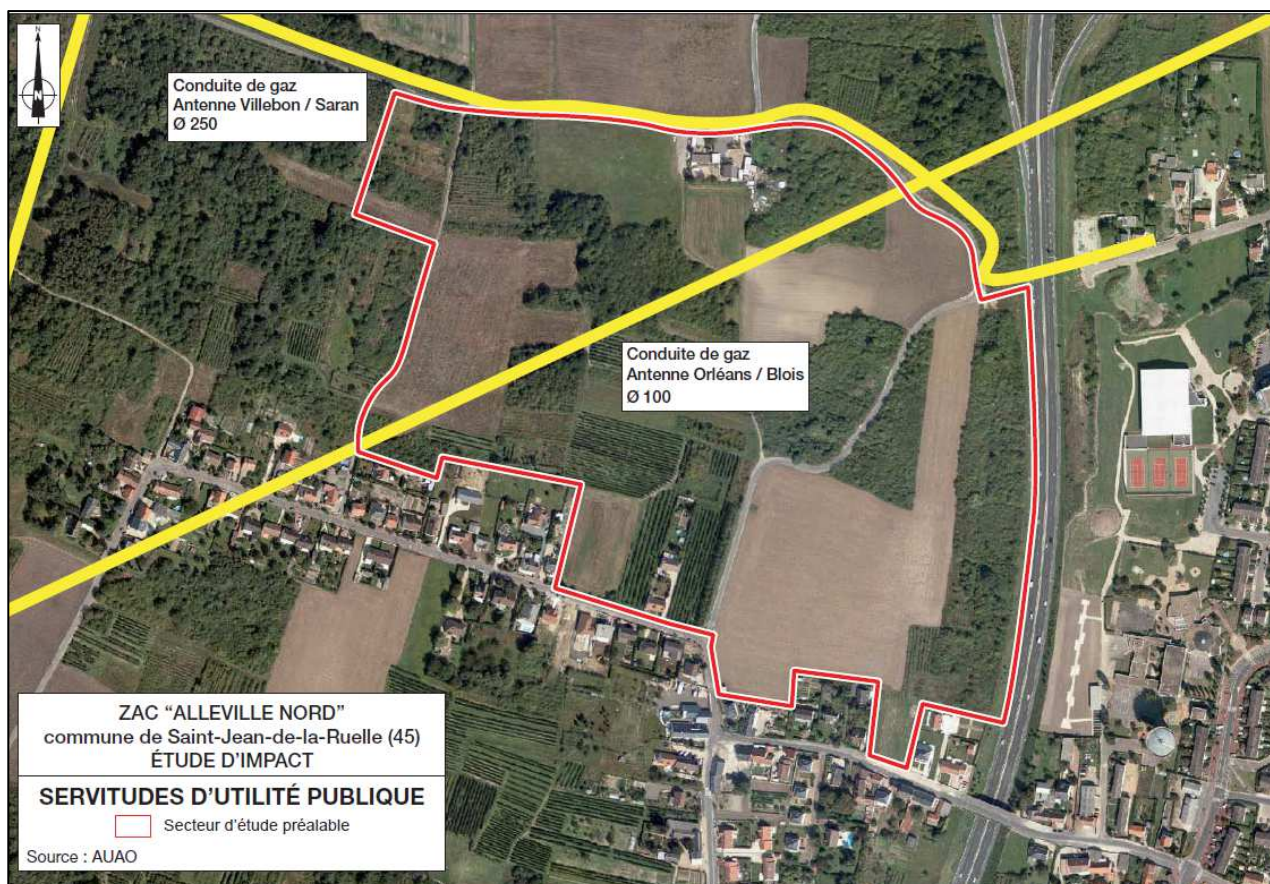 N
N
Conduite de gaz
Antenne Villebon / Saran
Ø 250
Conduite de gaz
Antenne Orléans / Blois
Ø 100
ZAC “ALLEVILLE NORD”
commune de Saint-Jean-de-la-Ruelle (45)
ÉTUDE D’IMPACT
SERVITUDES D’UTILITÉ PUBLIQUE
Secteur d’étude préalable
Source : AUAO